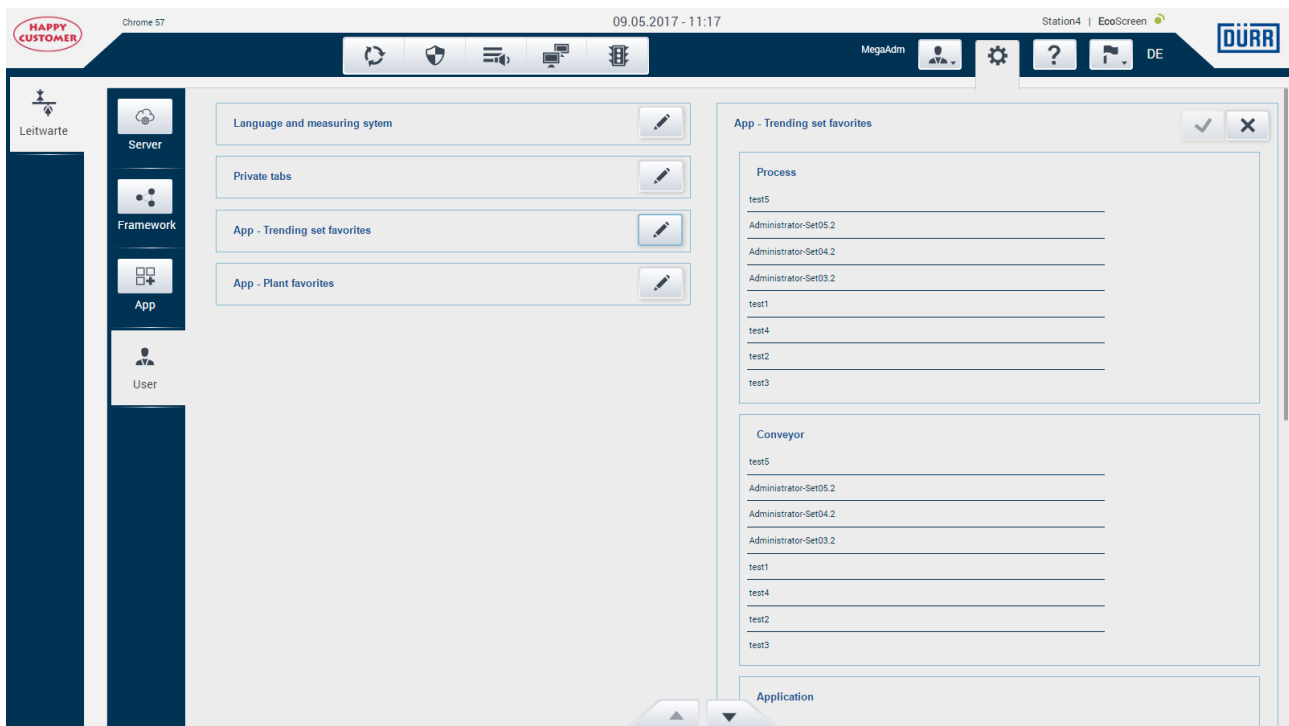 HAPPY
CUSTOMER
Chrome 57
09.05.2017 - 11:17
Station4 | EcoScreen
DÜRR
MegaAdm
?
DE
Leitwarte
Server
Framework
App
User
Language and measuring sytem
Private tabs
App - Trending set favorites
App - Plant favorites
App - Trending set favorites
Process
test5
Administrator-Set05.2
Administrator-Set04.2
Administrator-Set03.2
test1
test4
test2
test3
Conveyor
test5
Administrator-Set05.2
Administrator-Set04.2
Administrator-Set03.2
test1
test4
test2
test3
Application